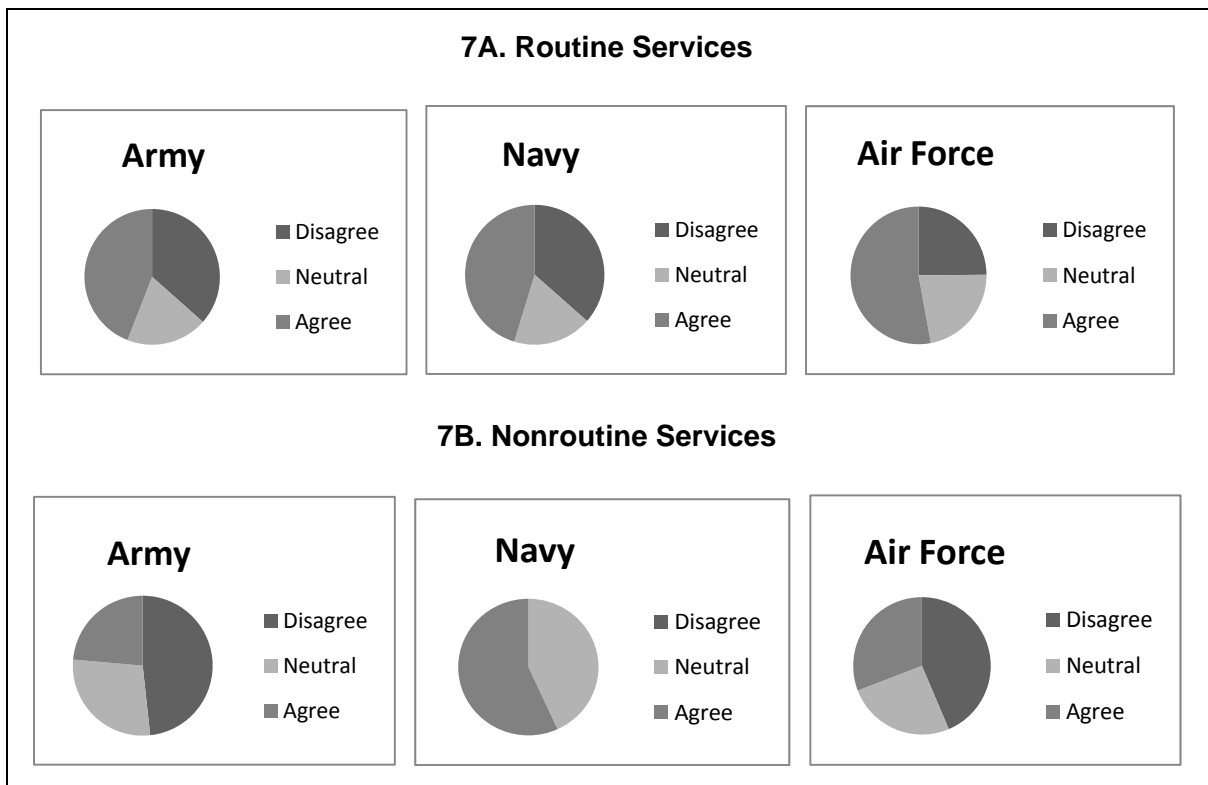 7A. Routine Services
Army
Disagree
Neutral
Agree
Navy
Disagree
Neutral
Agree
Air Force
Disagree
Neutral
Agree
7B. Nonroutine Services
Army
Disagree
Neutral
Agree
Navy
Disagree
Neutral
Agree
Air Force
Disagree
Neutral
Agree